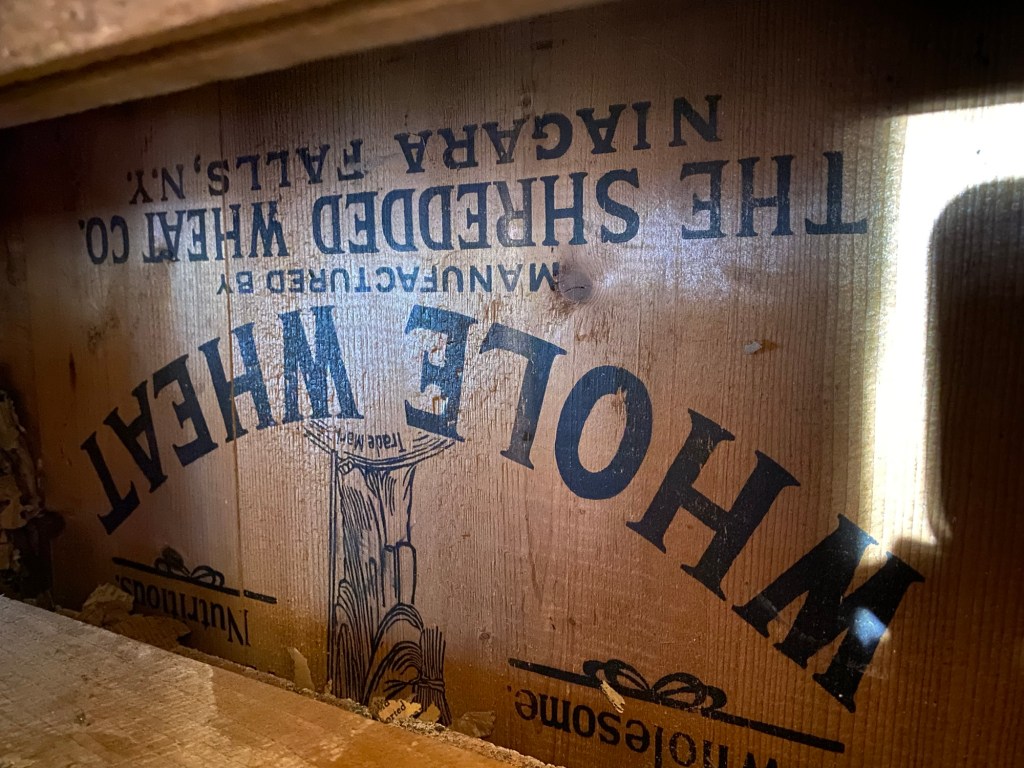 Wholesome.
Nutritious.
Trade Mark
WHOLE WHEAT
MANUFACTURED BY
THE SHREDDED WHEAT CO.
NIAGARA FALLS, N.Y.